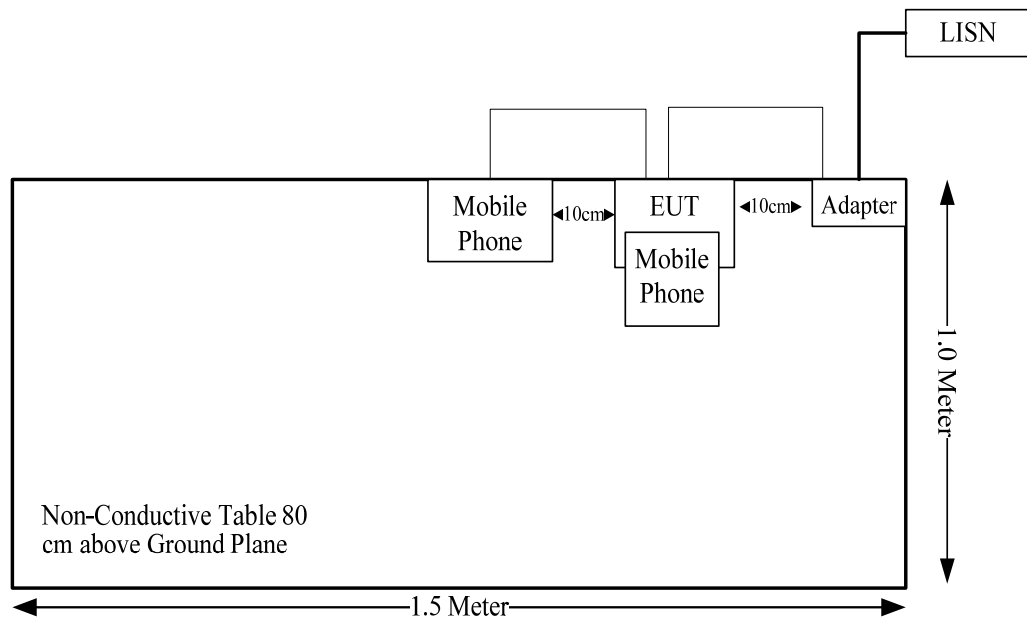 LISN
Mobile
Phone
10cm
EUT
10cm
Adapter
Mobile
Phone
1.0 Meter
Non-Conductive Table 80
cm above Ground Plane
1.5 Meter